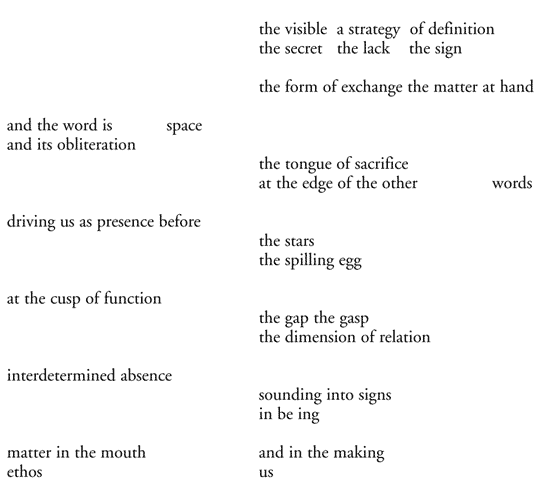 the visible  a strategy  of definition
the secret  the lack  the sign
the form of exchange the matter at hand
and the word is  space
and its obliteration
the tongue of sacrifice
at the edge of the other  words
driving us as presence before
the stars
the spilling egg
at the cusp of function
the gap the gasp
the dimension of relation
interdetermined absence
sounding into signs
in be ing
matter in the mouth  and in the making
ethos  us